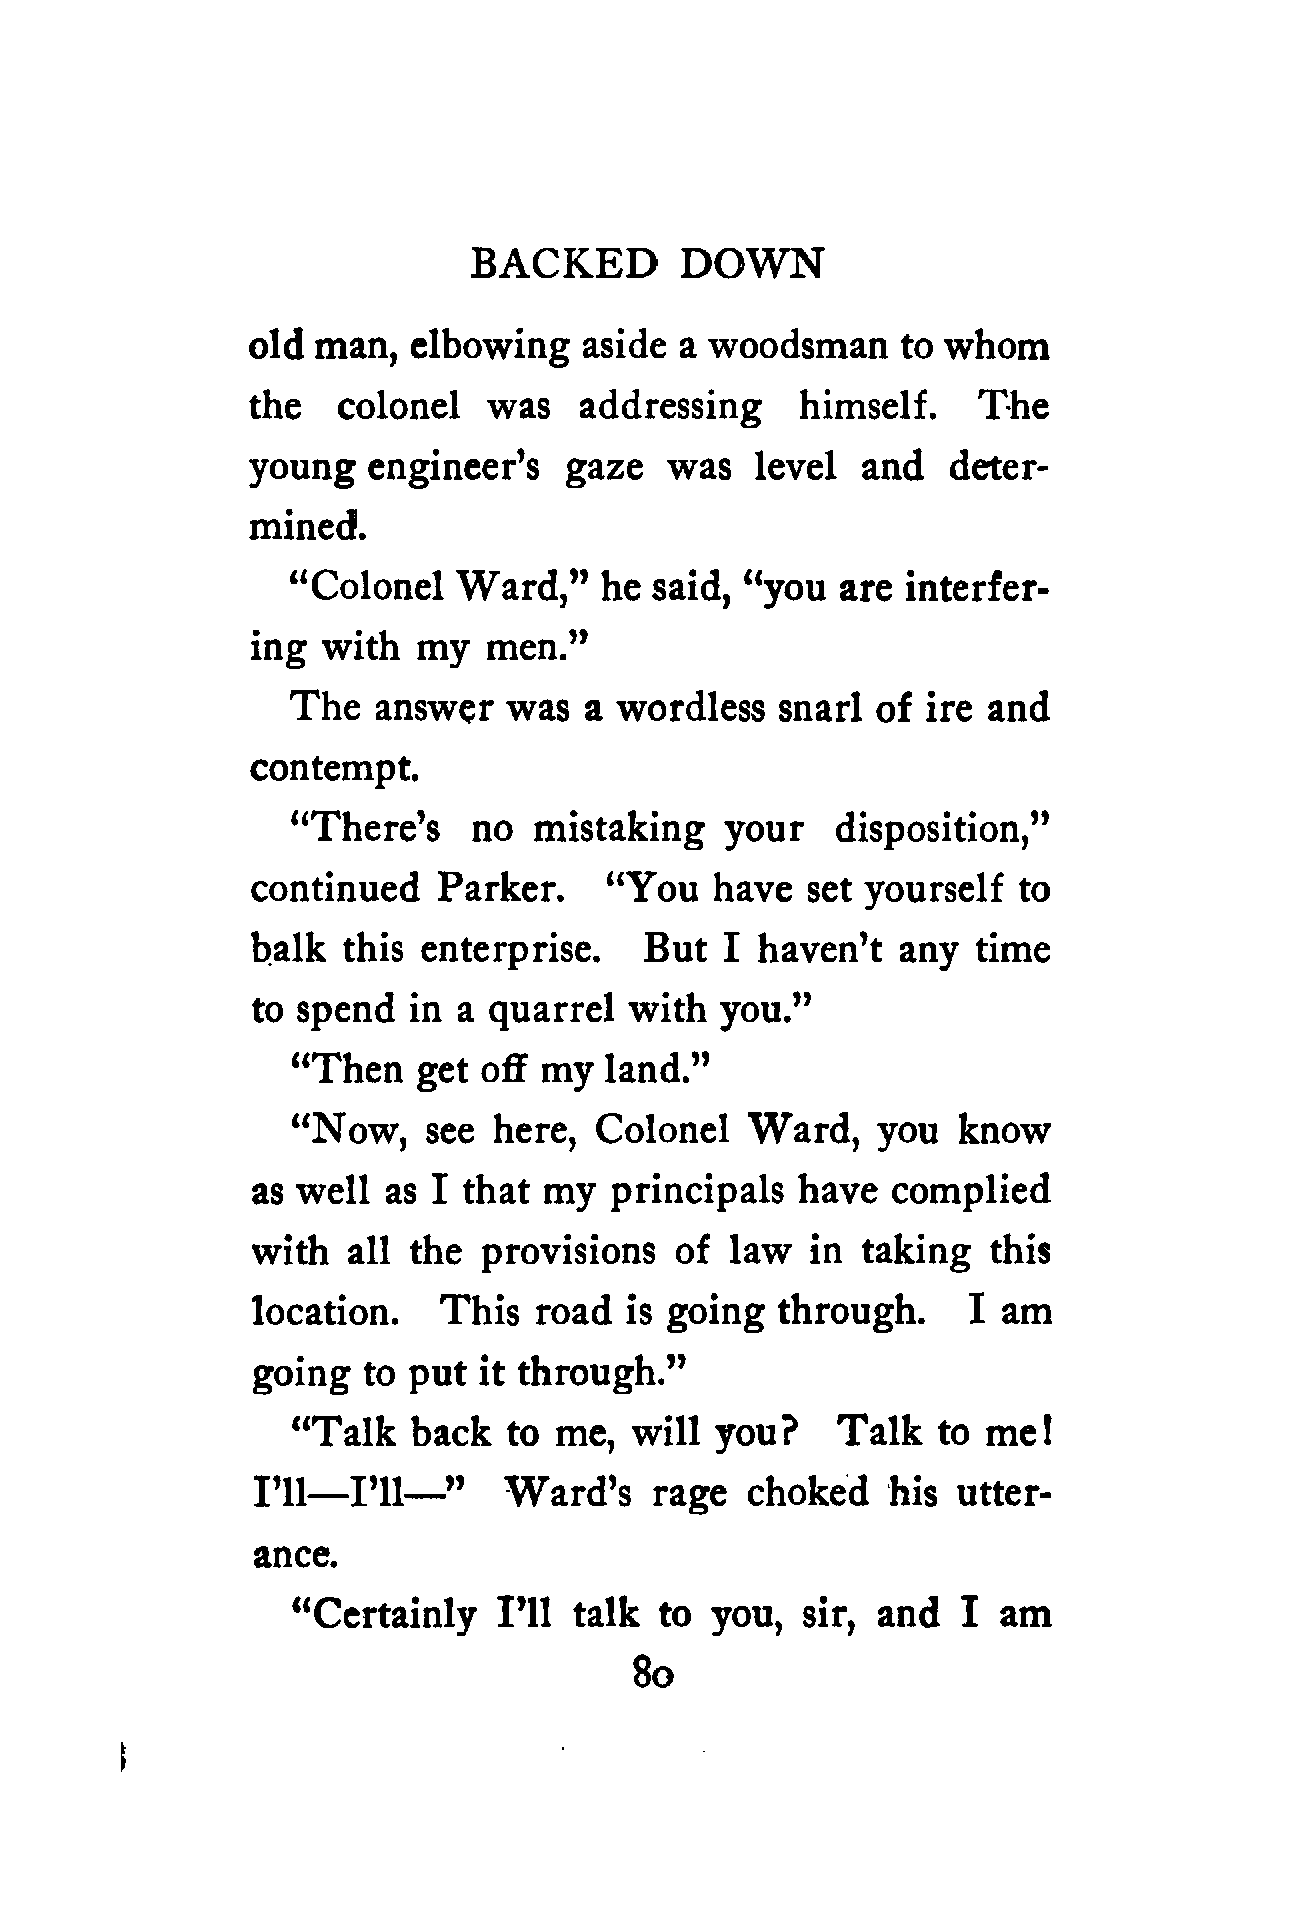 BACKED DOWN
old man, elbowing aside a woodsman to whom
the colonel was addressing himself. The
young engineer's gaze was level and deter-
mined.
"Colonel Ward," he said, "you are interfer-
ing with my men."
The answer was a wordless snarl of ire and
contempt.
"There's no mistaking your disposition,"
continued Parker. "You have set yourself to
balk this enterprise. But I haven't any time
to spend in a quarrel with you."
"Then get off my land."
"Now, see here, Colonel Ward, you know
as well as I that my principals have complied
with all the provisions of law in taking this
location. This road is going through. I am
going to put it through."
"Talk back to me, will you? Talk to me!
I'll—I'll—" Ward's rage choked his utter-
ance.
"Certainly I'll talk to you, sir, and I am
80